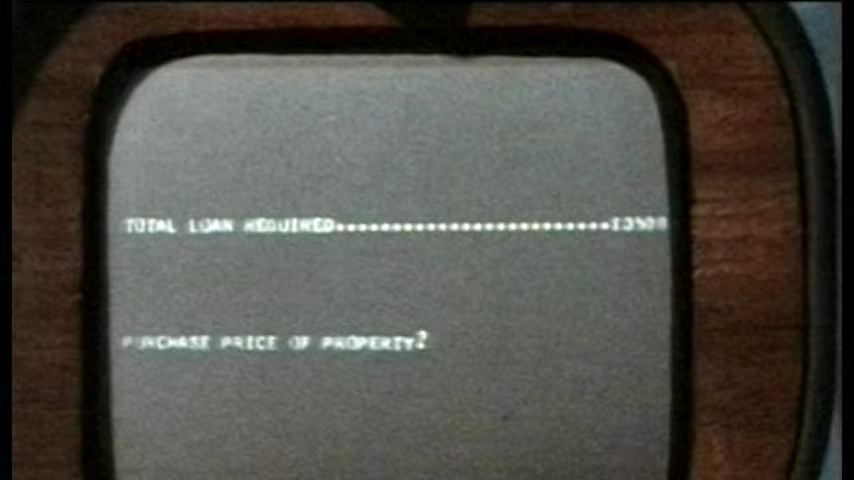 TOTAL LOAN REQUIRED.........................13500
PURCHASE PRICE OF PROPERTY?